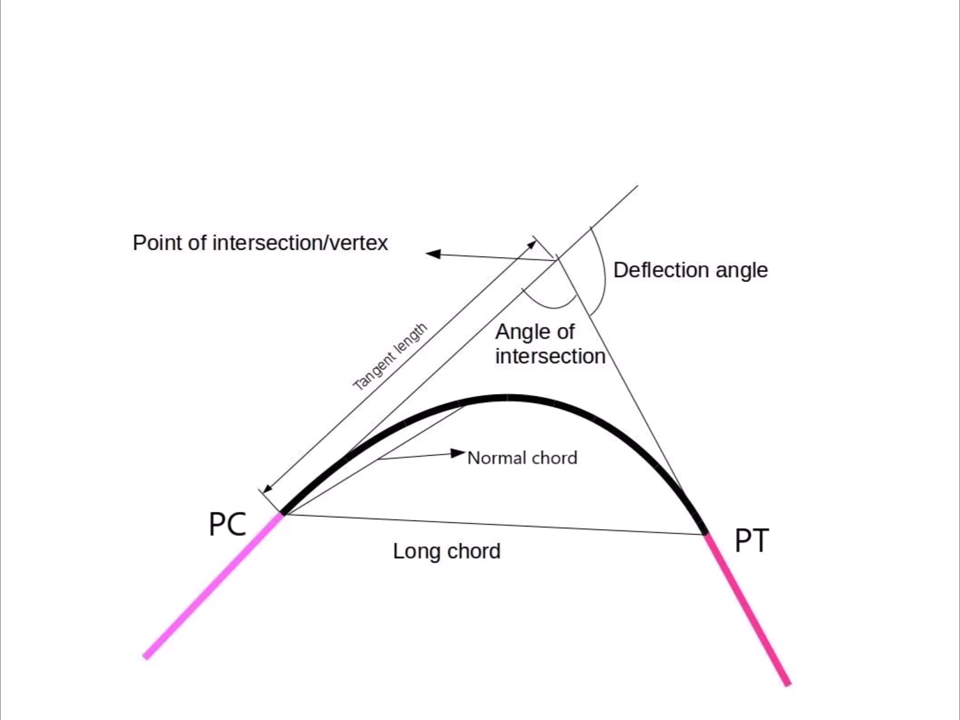 Point of intersection/vertex
Deflection angle
Angle of
intersection
Tangent length
Normal chord
PC
PT
Long chord